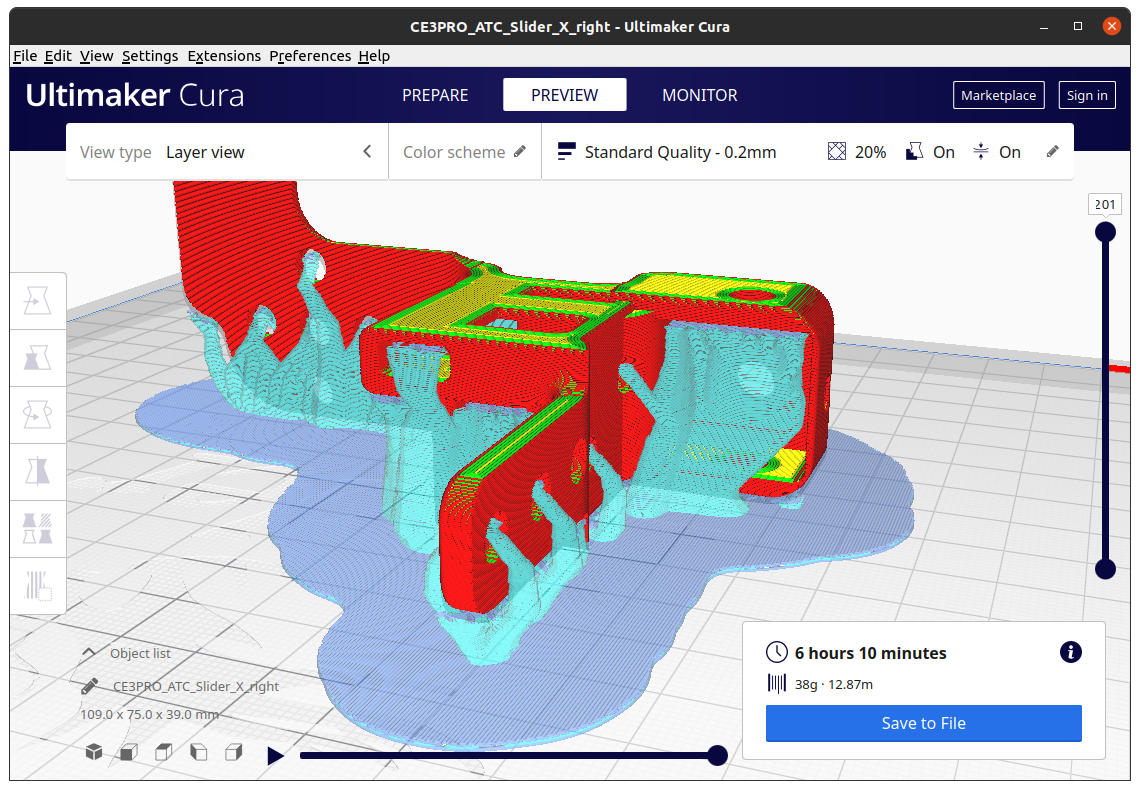 CE3PRO_ATC_Slider_X_right - Ultimaker Cura
File Edit View Settings Extensions Preferences Help
Ultimaker Cura
PREPARE PREVIEW MONITOR
Marketplace Sign in
View type Layer view
Color scheme
Standard Quality - 0.2mm
20% On On
201
6 hours 10 minutes
38g · 12.87m
Save to File
Object list
CE3PRO_ATC_Slider_X_right
109.0 x 75.0 x 39.0 mm